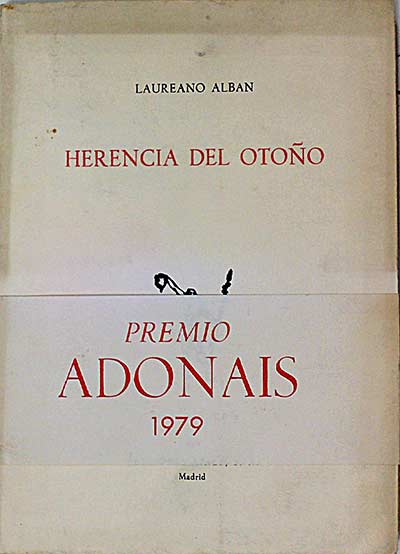 LAUREANO ALBAN
HERENCIA DEL OTOÑO
PREMIO
ADONAIS
1979
Madrid